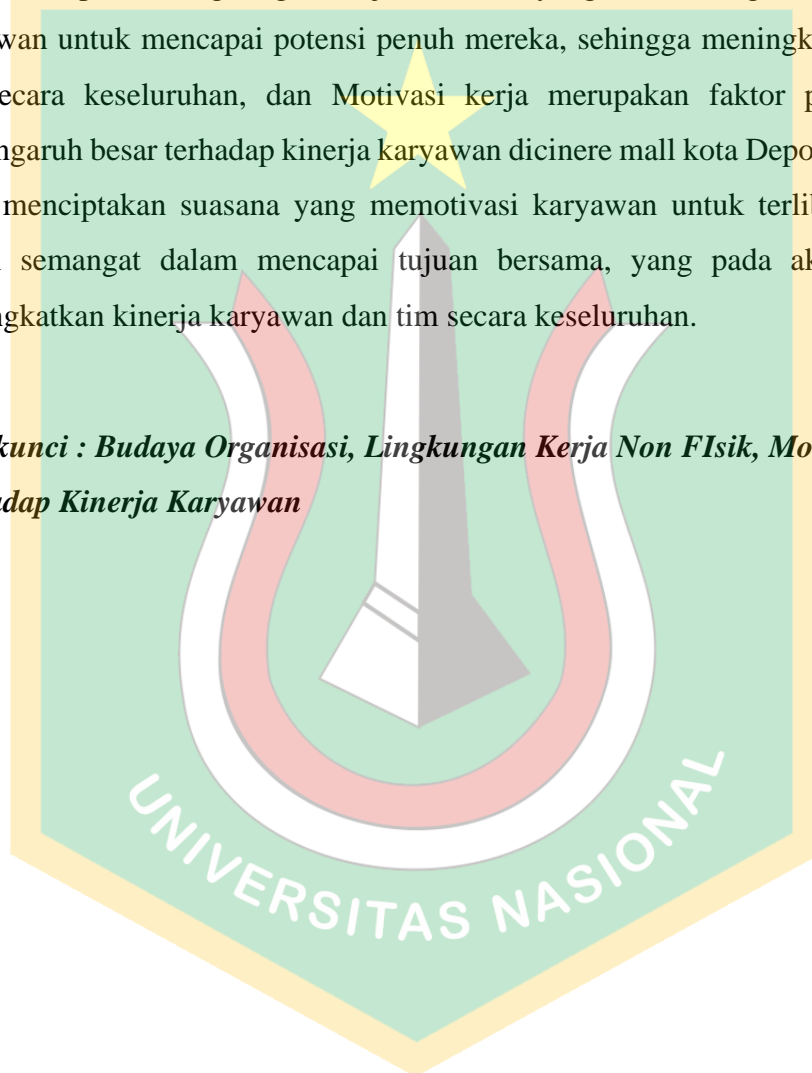 wan untuk mencapai potensi penuh mereka, sehingga meningk
ecara keseluruhan, dan Motivasi kerja merupakan faktor p
ngaruh besar terhadap kinerja karyawan dicinere mall kota Depo
menciptakan suasana yang memotivasi karyawan untuk terlib
semangat dalam mencapai tujuan bersama, yang pada ak
ngkatkan kinerja karyawan dan tim secara keseluruhan.
kunci : Budaya Organisasi, Lingkungan Kerja Non FIsik, Mo
adap Kinerja Karyawan
UNIVERSITAS NASIONAL